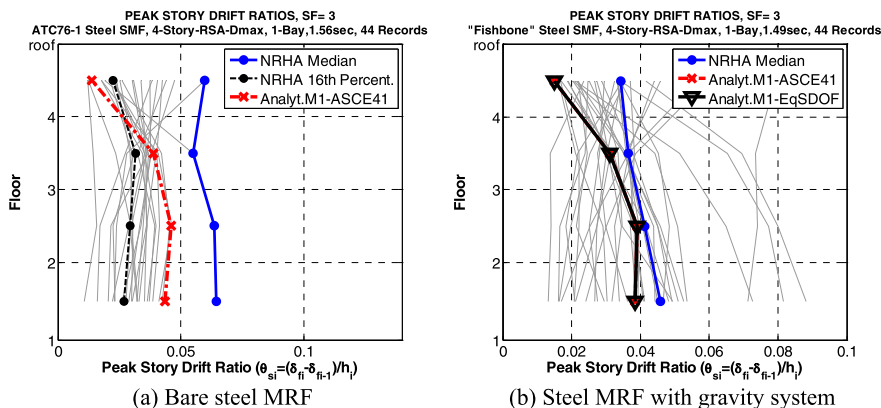 PEAK STORY DRIFT RATIOS, SF= 3
ATC76-1 Steel SMF, 4-Story-RSA-Dmax, 1-Bay,1.56sec, 44 Records
roof
4
3
2
1
Floor
NRHA Median
NRHA 16th Percent.
Analyt.M1-ASCE41
0
0.05
0.1
Peak Story Drift Ratio (θsi=(δfi-δfi-1)/hi)
(a) Bare steel MRF
PEAK STORY DRIFT RATIOS, SF= 3
"Fishbone" Steel SMF, 4-Story-RSA-Dmax, 1-Bay,1.49sec, 44 Records
roof
4
3
2
1
Floor
NRHA Median
Analyt.M1-ASCE41
Analyt.M1-EqSDOF
0
0.02
0.04
0.06
0.08
0.1
Peak Story Drift Ratio (θsi=(δfi-δfi-1)/hi)
(b) Steel MRF with gravity system